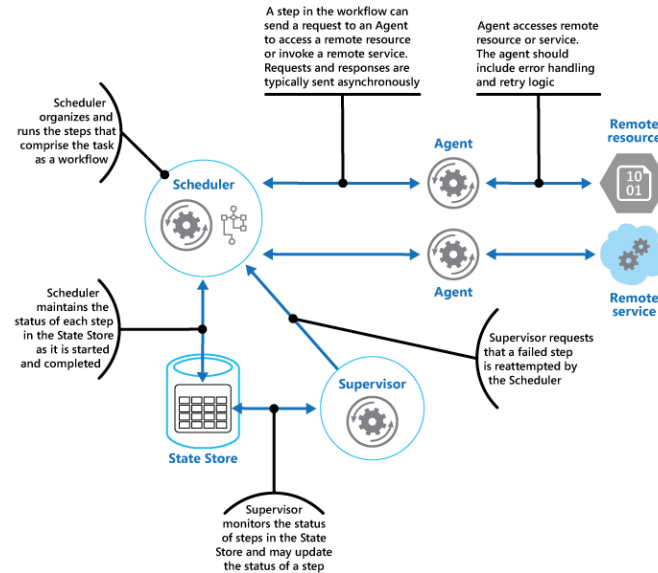 A step in the workflow can
send a request to an Agent
to access a remote resource
or invoke a remote service.
Requests and responses are
typically sent asynchronously
Agent accesses remote
resource or service.
The agent should
include error handling
and retry logic
Scheduler
organizes and
runs the steps that
comprise the task
as a workflow
Remote
resource
Agent
Scheduler
10
01
Agent
Remote
service
Scheduler
maintains the
status of each step
in the State Store
as it is started
and completed
Supervisor requests
that a failed step
is reattempted by
the Scheduler
Supervisor
State Store
Supervisor
monitors the status
of steps in the State
Store and may update
the status of a step